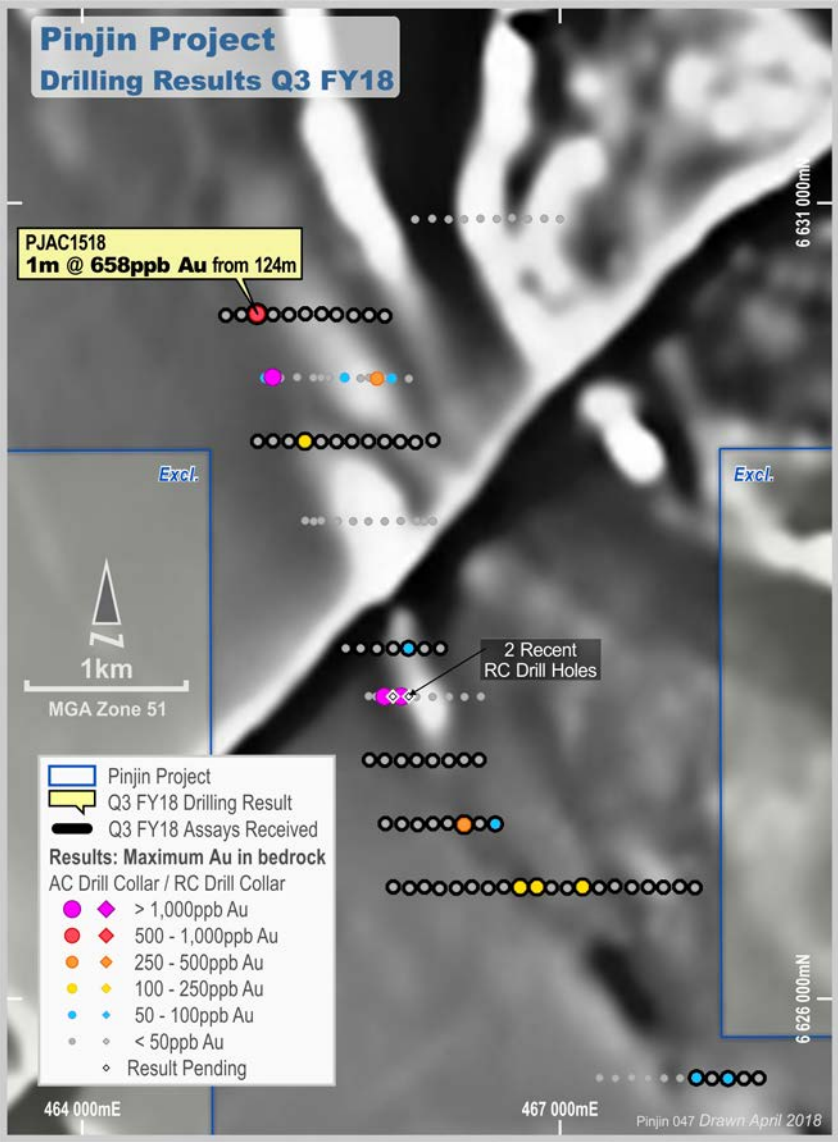 Pinjin Project
Drilling Results Q3 FY18
6 631 000mN
PJAC1518
1m @ 658ppb Au from 124m
Excl.
Excl.
N
1km
MGA Zone 51
2 Recent
RC Drill Holes
Pinjin Project
Q3 FY18 Drilling Result
Q3 FY18 Assays Received
Results: Maximum Au in bedrock
AC Drill Collar / RC Drill Collar
> 1,000ppb Au
500 - 1,000ppb Au
250 - 500ppb Au
100 - 250ppb Au
50 - 100ppb Au
< 50ppb Au
Result Pending
6 626 000mN
464 000mE
467 000mE
Pinjin 047 Drawn April 2018